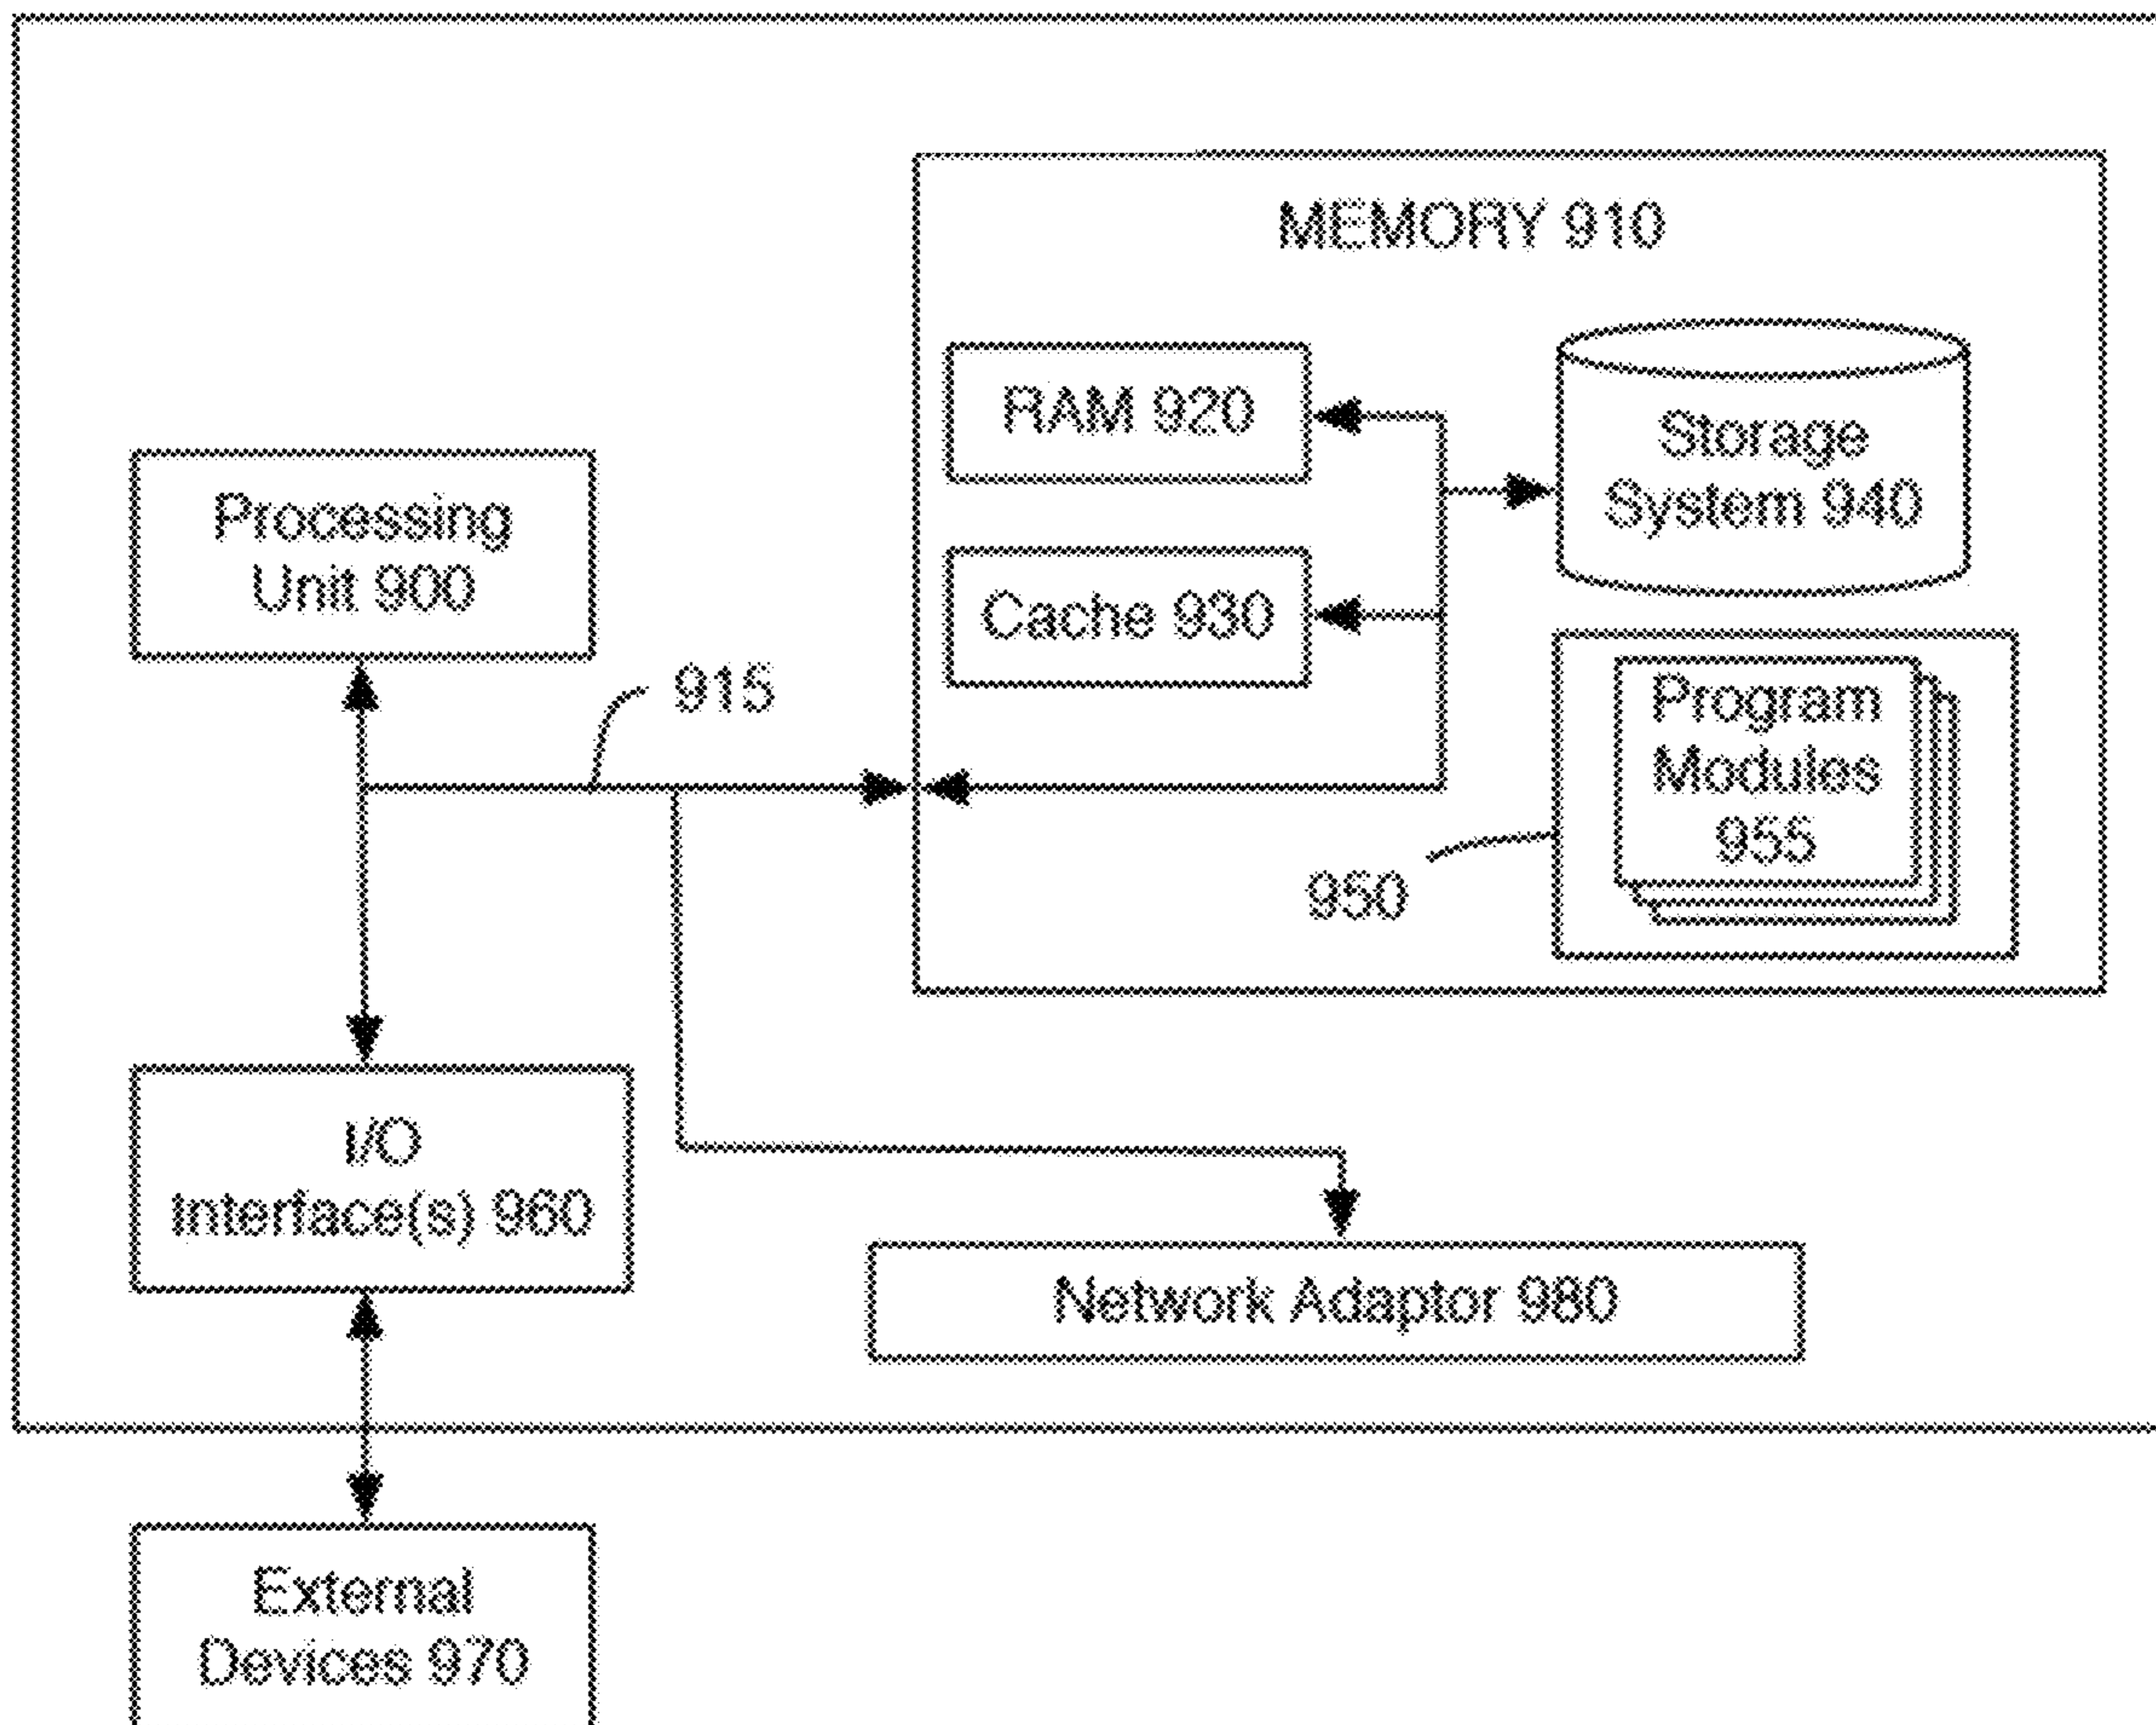 MEMORY 910
RAM 920
Storage
System 940
Processing
Unit 900
Cache 930
915
Program
Modules
955
950
I/O
Interface(s) 960
Network Adaptor 980
External
Devices 970